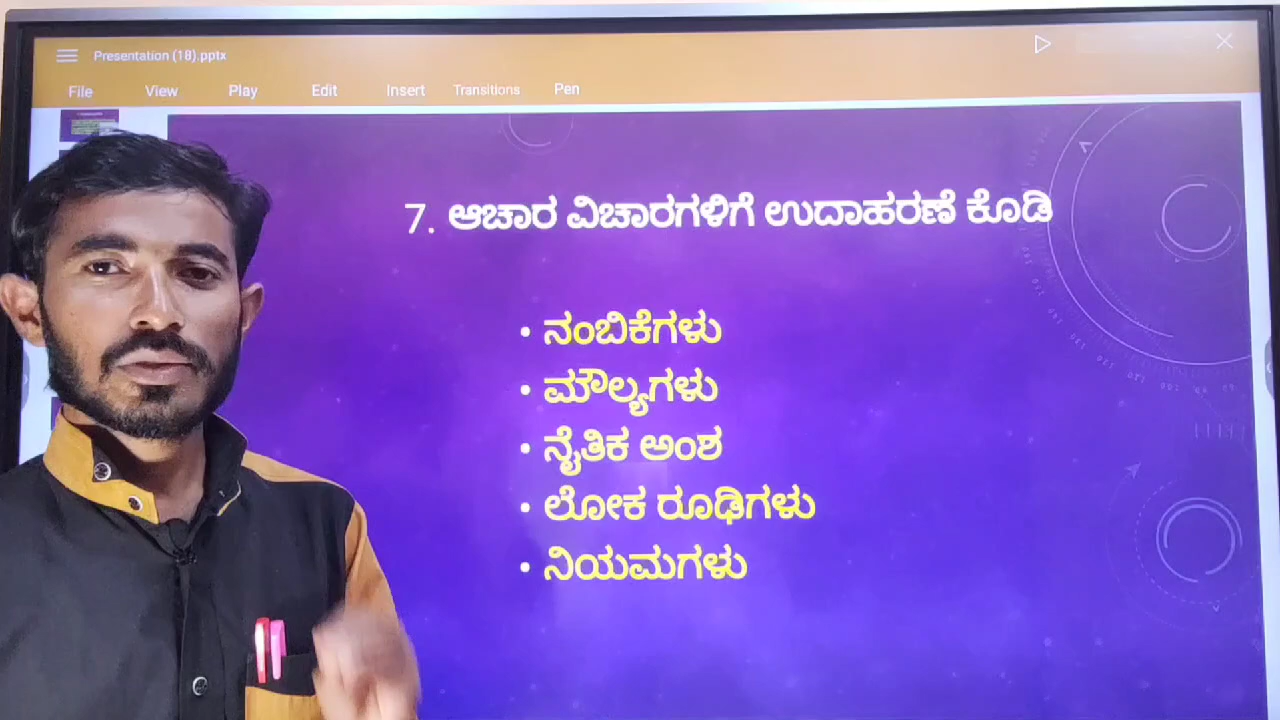 Presentation (18).pptx
File View Play Edit Insert Transitions Pen
7. ಆಚಾರ ವಿಚಾರಗಳಿಗೆ ಉದಾಹರಣೆ ಕೊಡಿ
• ನಂಬಿಕೆಗಳು
• ಮೌಲ್ಯಗಳು
• ನೈತಿಕ ಅಂಶ
• ಲೋಕ ರೂಢಿಗಳು
• ನಿಯಮಗಳು